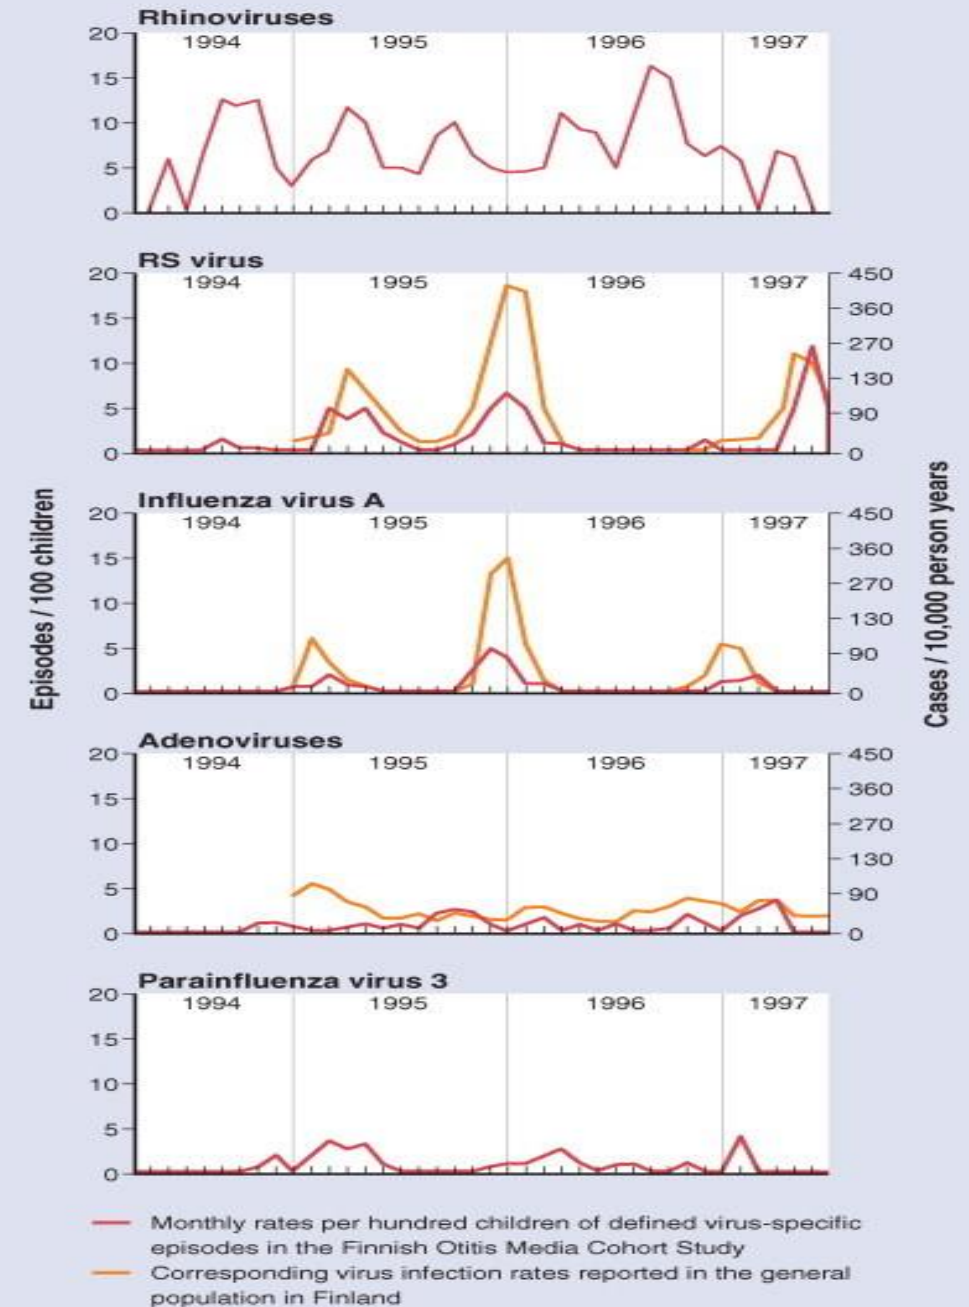 Rhinoviruses
20 1994 1995 1996 1997
15
10
5
0
RS virus
20 1994 1995 1996 1997 450
15 360
10 270
130
5 90
0 0
Influenza virus A
20 1994 1995 1996 1997 450
15 360
10 270
130
5 90
0 0
Adenoviruses
20 1994 1995 1996 1997 450
15 360
10 270
130
5 90
0 0
Parainfluenza virus 3
20 1994 1995 1996 1997
15
10
5
0
Episodes / 100 children
Cases / 10,000 person years
Monthly rates per hundred children of defined virus-specific
episodes in the Finnish Otitis Media Cohort Study
Corresponding virus infection rates reported in the general
population in Finland